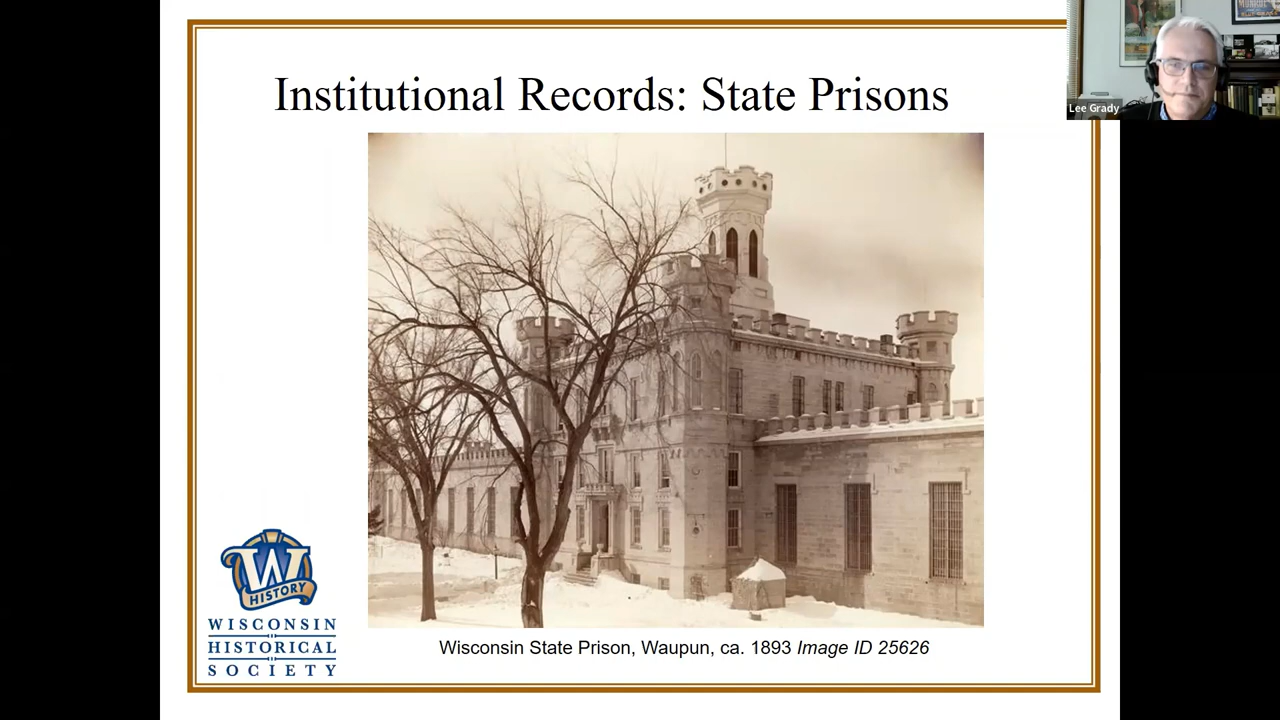 Institutional Records: State Prisons
Lee Grady
W
HISTORY
WISCONSIN
HISTORICAL
SOCIETY
Wisconsin State Prison, Waupun, ca. 1893 Image ID 25626